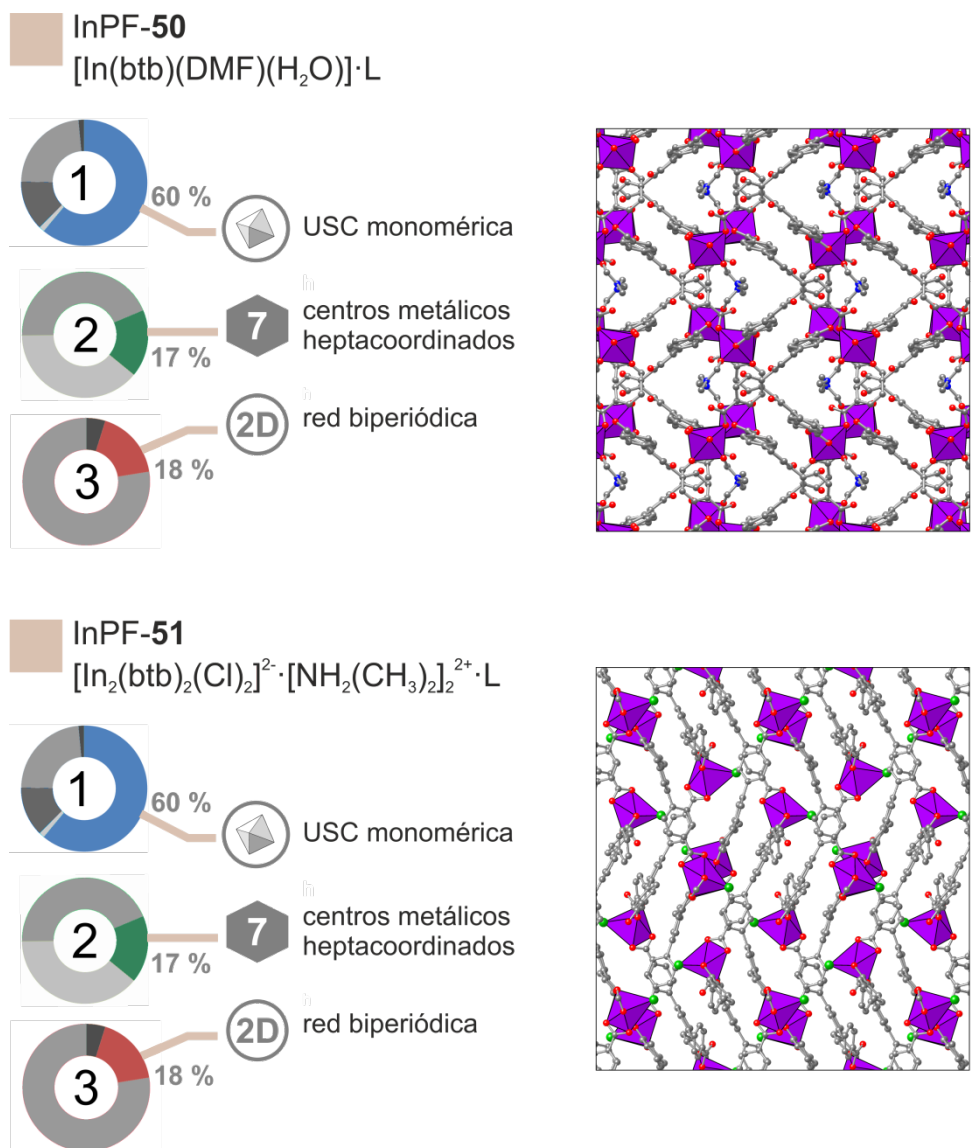 InPF-50
[In(btb)(DMF)(H₂O)]·L
1
60 %
USC monomérica
h
2
17 %
7
centros metálicos
heptacoordinados
h
3
18 %
2D
red biperiódica
InPF-51
[In₂(btb)₂(Cl)₂]²⁻·[NH₂(CH₃)₂]₂²⁺·L
1
60 %
USC monomérica
h
2
17 %
7
centros metálicos
heptacoordinados
h
3
18 %
2D
red biperiódica